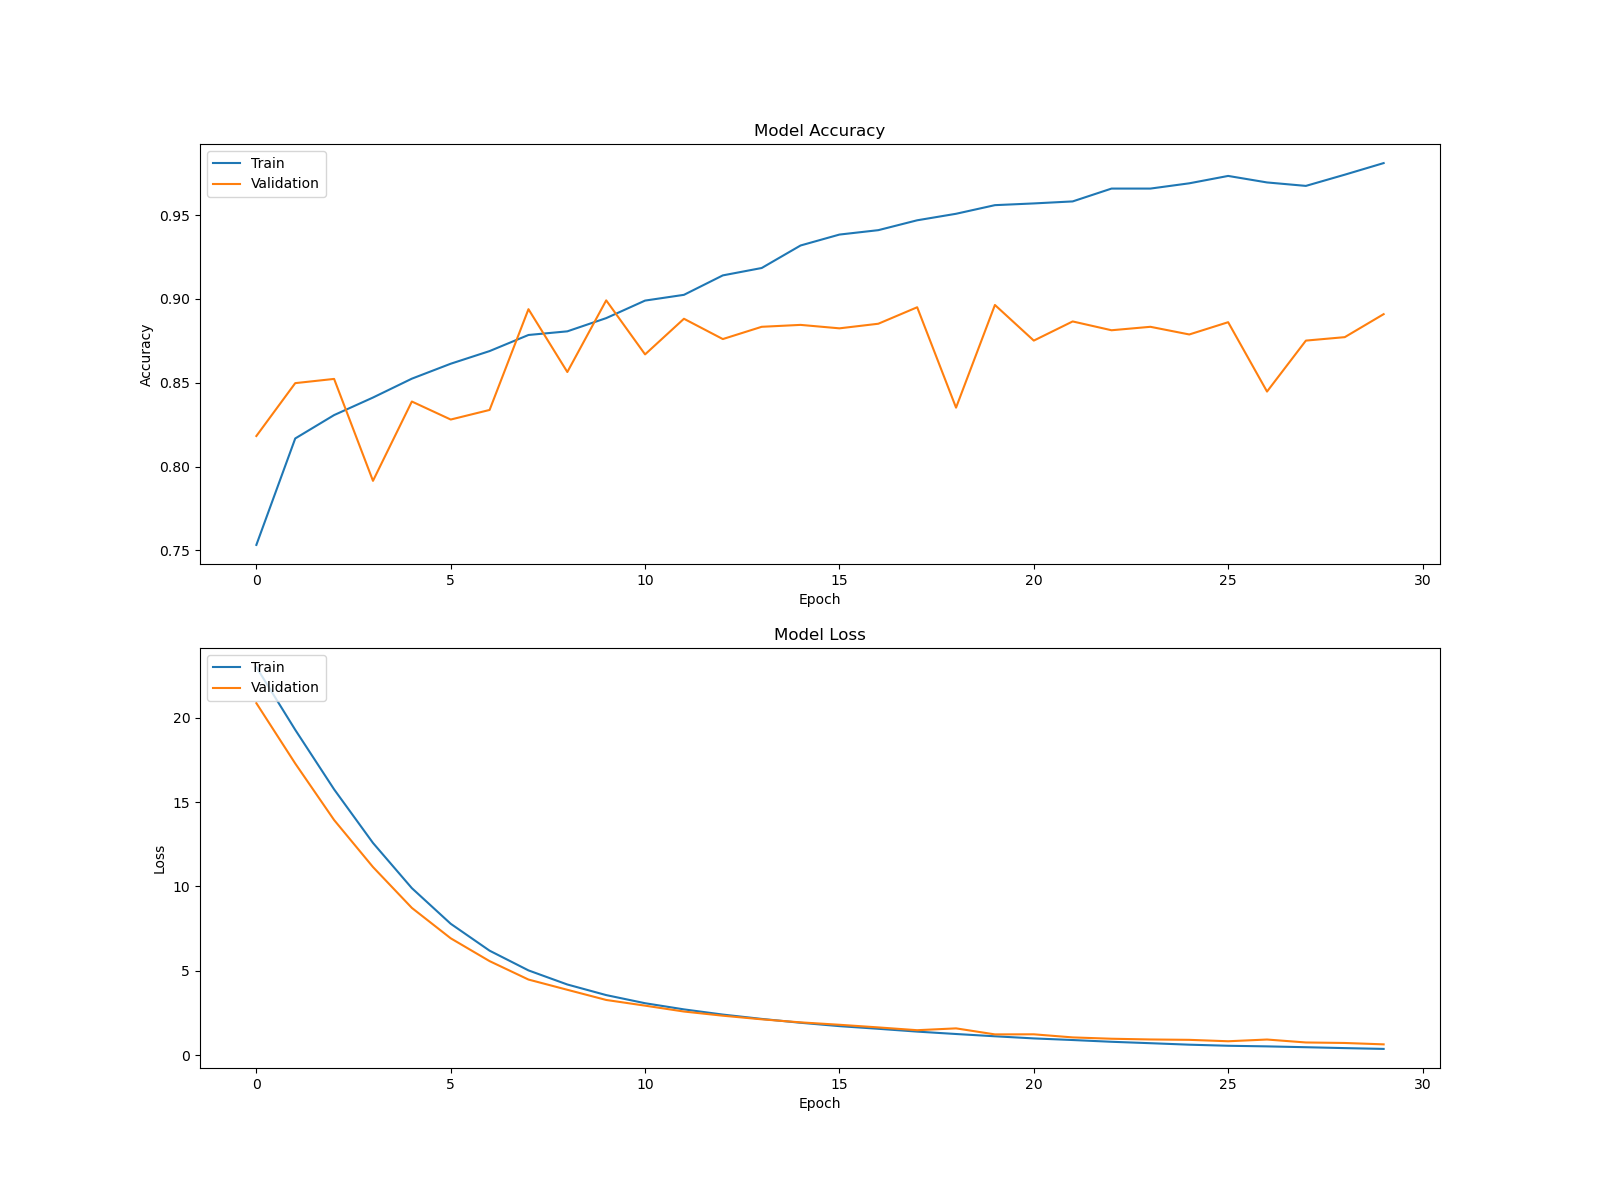 Model Accuracy
Train
Validation
0.95
0.90
0.85
0.80
0.75
Accuracy
0 5 10 15 20 25 30
Epoch
Model Loss
Train
Validation
20
15
10
5
0
Loss
0 5 10 15 20 25 30
Epoch